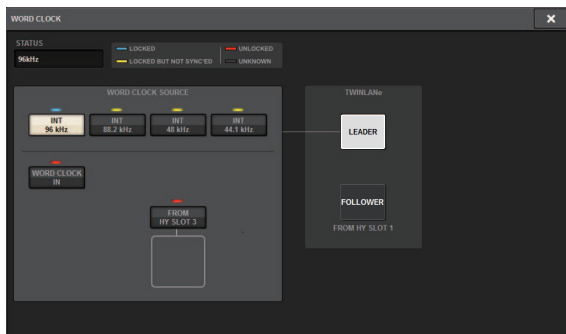 WORD CLOCK
STATUS
96kHz
LOCKED
UNLOCKED
LOCKED BUT NOT SYNC'ED
UNKNOWN
WORD CLOCK SOURCE
INT
96 kHz
INT
88.2 kHz
INT
48 kHz
INT
44.1 kHz
WORD CLOCK
IN
FROM
HY SLOT 3
TWINLANe
LEADER
FOLLOWER
FROM HY SLOT 1